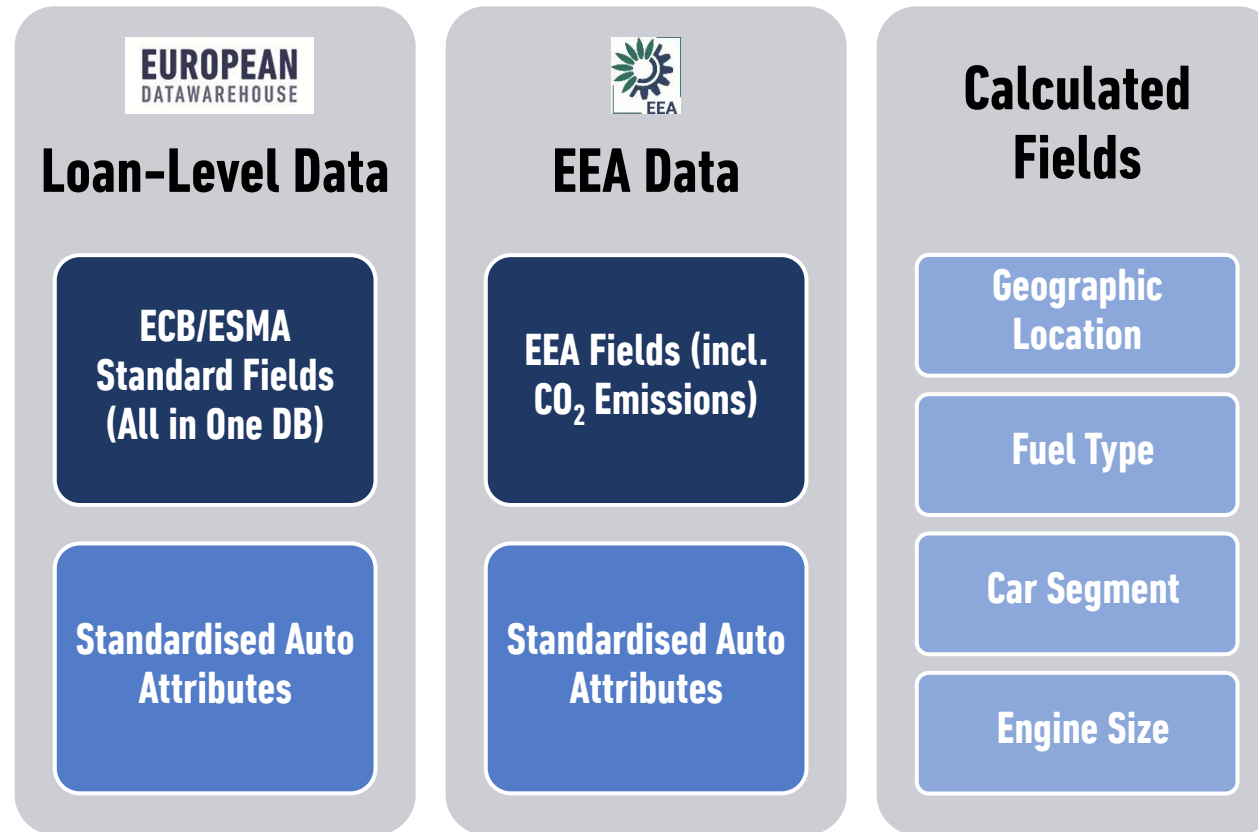 EUROPEAN
DATAWAREHOUSE
Loan-Level Data
ECB/ESMA
Standard Fields
(All in One DB)
Standardised Auto
Attributes
EEA
EEA Data
EEA Fields (incl.
CO₂ Emissions)
Standardised Auto
Attributes
Calculated
Fields
Geographic
Location
Fuel Type
Car Segment
Engine Size